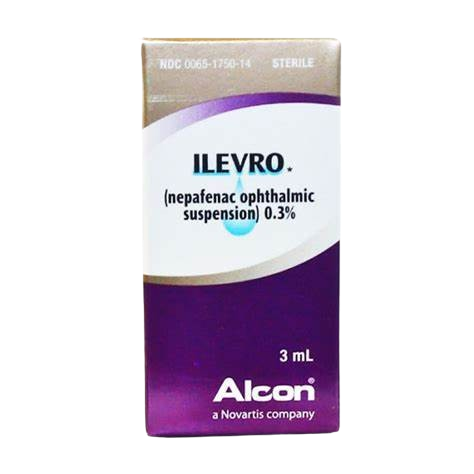 NDC 0065-1750-14 STERILE
ILEVRO★
(nepafenac ophthalmic
suspension) 0.3%
3 mL
Alcon®
a Novartis company